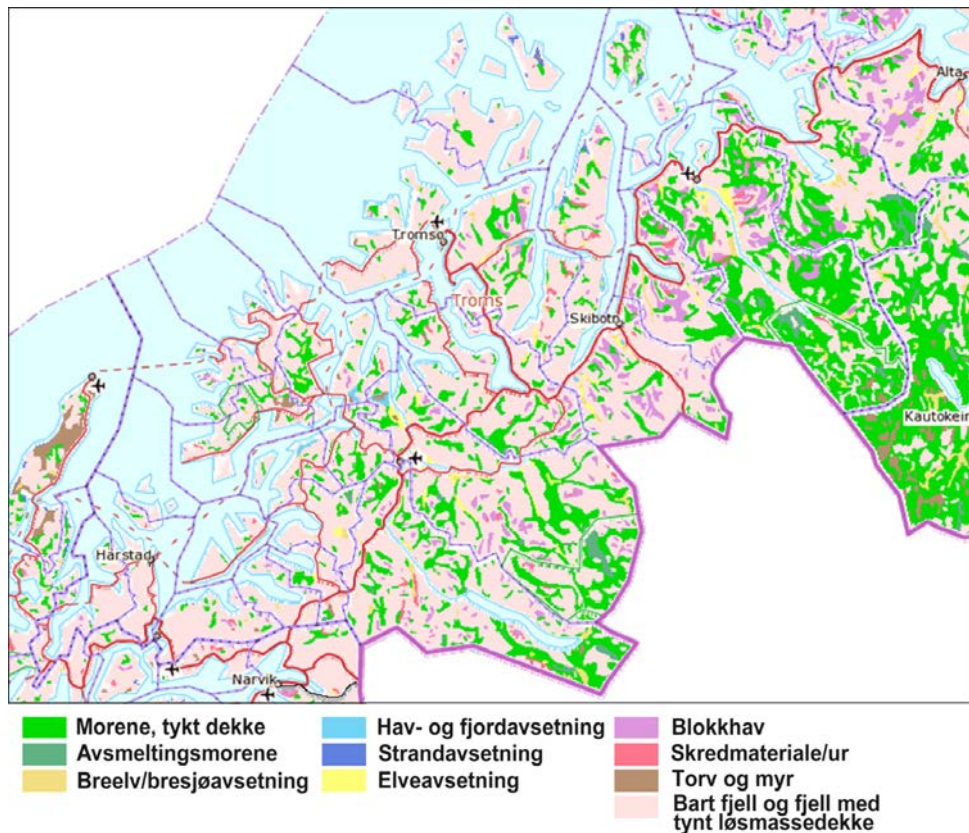 Alta
Tromsø
Troms
Skibotn
Kautokein
Harstad
Narvik
Morene, tykt dekke
Avsmeltingsmorene
Breelv/bresjøavsetning
Hav- og fjordavsetning
Strandavsetning
Elveavsetning
Blokkhav
Skredmateriale/ur
Torv og myr
Bart fjell og fjell med
tynt løsmassedekke